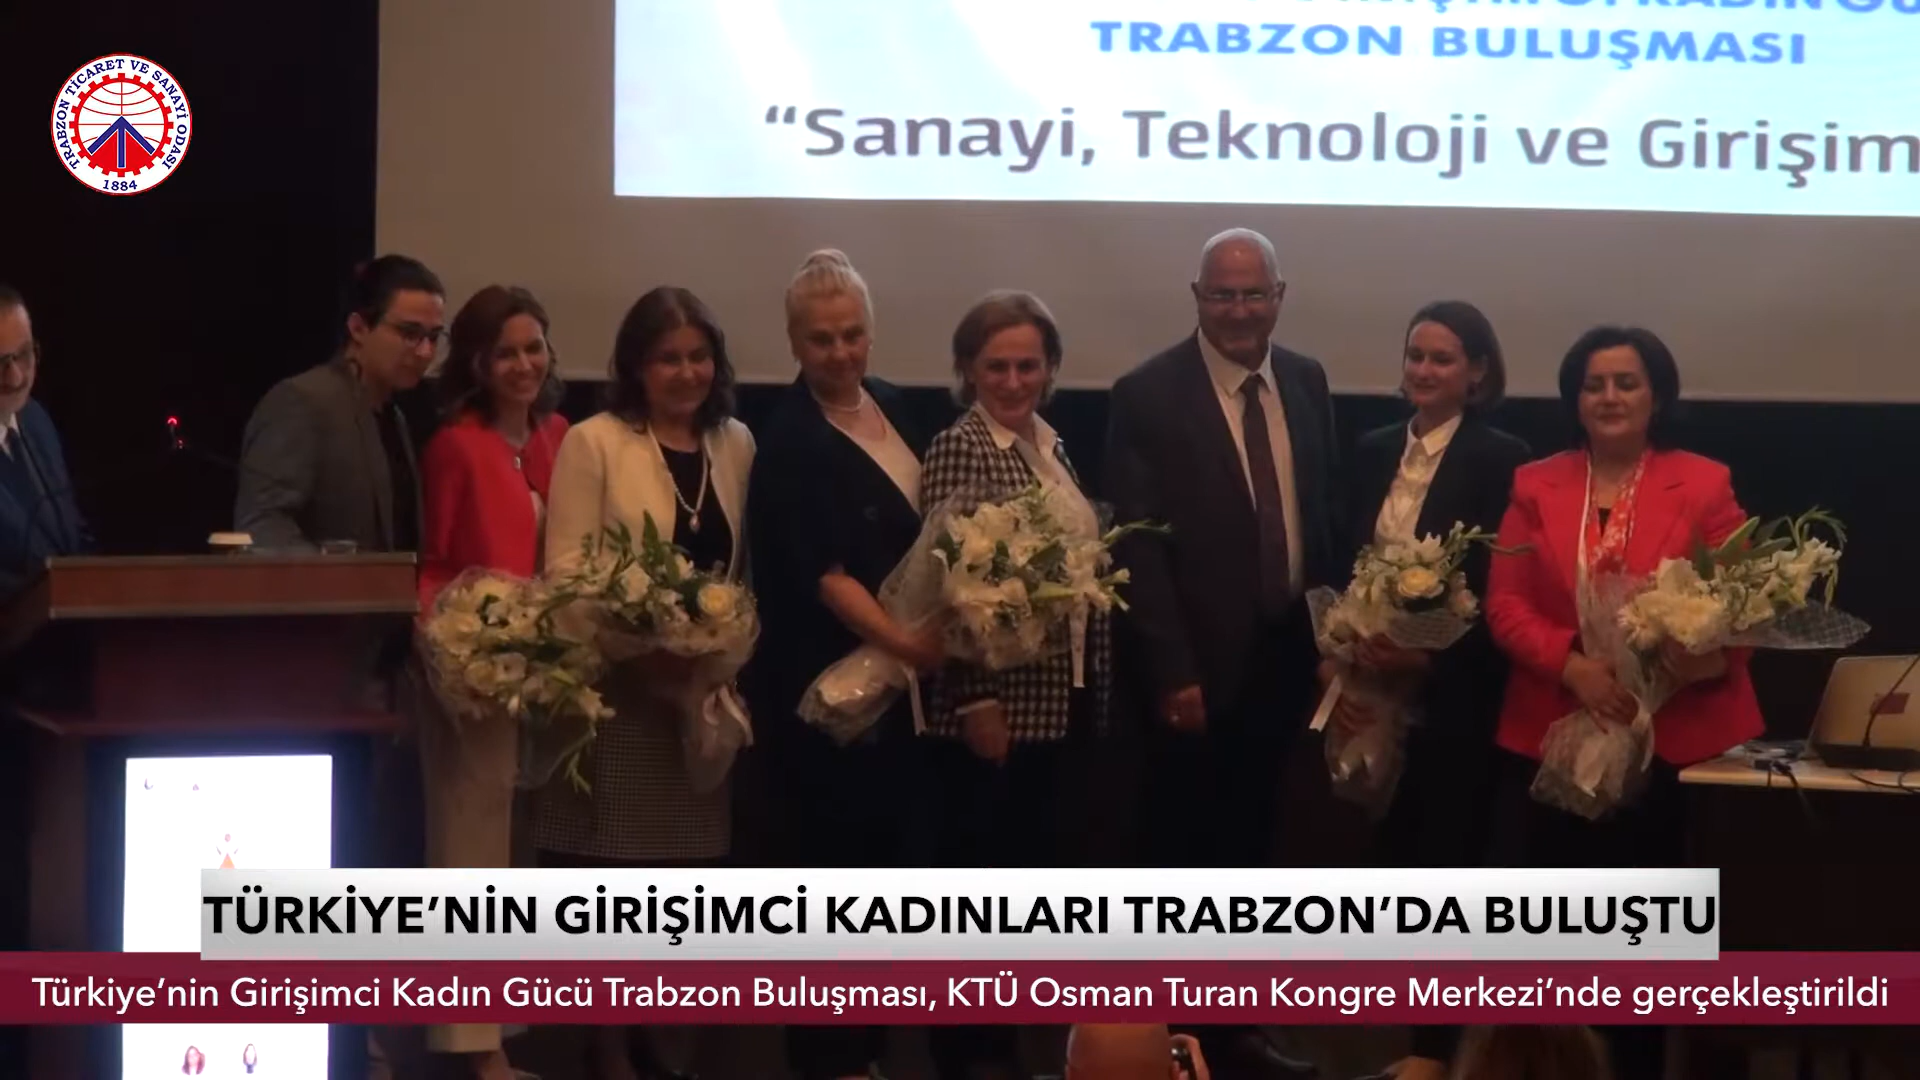 TRABZON TİCARET VE SANAYİ ODASI
1884
TRABZON BULUŞMASI
“Sanayi, Teknoloji ve Girişim
TÜRKİYE’NİN GİRİŞİMCİ KADINLARI TRABZON’DA BULUŞTU
Türkiye’nin Girişimci Kadın Gücü Trabzon Buluşması, KTÜ Osman Turan Kongre Merkezi’nde gerçekleştirildi